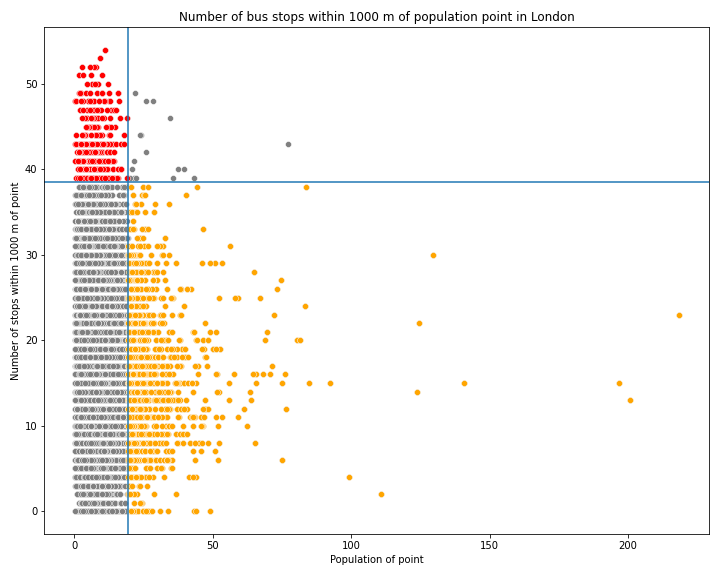 Number of bus stops within 1000 m of population point in London
Number of stops within 1000 m of point
50
40
30
20
10
0
0 50 100 150 200
Population of point